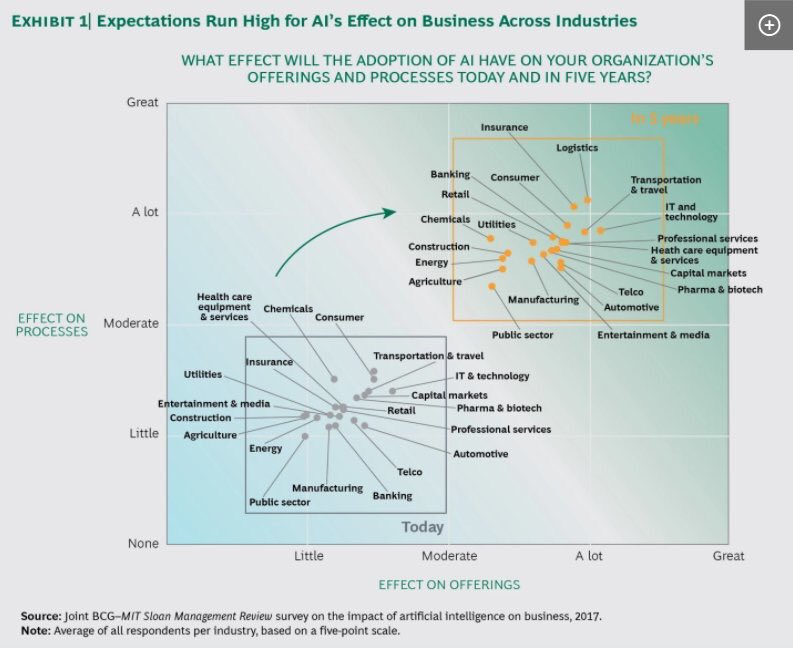 EXHIBIT 1| Expectations Run High for AI's Effect on Business Across Industries
WHAT EFFECT WILL THE ADOPTION OF AI HAVE ON YOUR ORGANIZATION'S
OFFERINGS AND PROCESSES TODAY AND IN FIVE YEARS?
Great
In 5 years
Insurance
Logistics
Banking
Consumer
Transportation
& travel
Retail
A lot
IT and
technology
Chemicals
Utilities
Professional services
Construction
Heath care equipment
& services
Energy
Capital markets
Agriculture
Pharma & biotech
Telco
Manufacturing
Automotive
Public sector
Entertainment & media
EFFECT ON
PROCESSES
Moderate
Health care
equipment
& services
Chemicals
Consumer
Transportation & travel
Insurance
Utilities
IT & technology
Capital markets
Entertainment & media
Retail
Pharma & biotech
Construction
Professional services
Little
Agriculture
Energy
Automotive
Telco
Manufacturing
Banking
Public sector
Today
None
Little
Moderate
A lot
Great
EFFECT ON OFFERINGS
Source: Joint BCG–MIT Sloan Management Review survey on the impact of artificial intelligence on business, 2017.
Note: Average of all respondents per industry, based on a five-point scale.